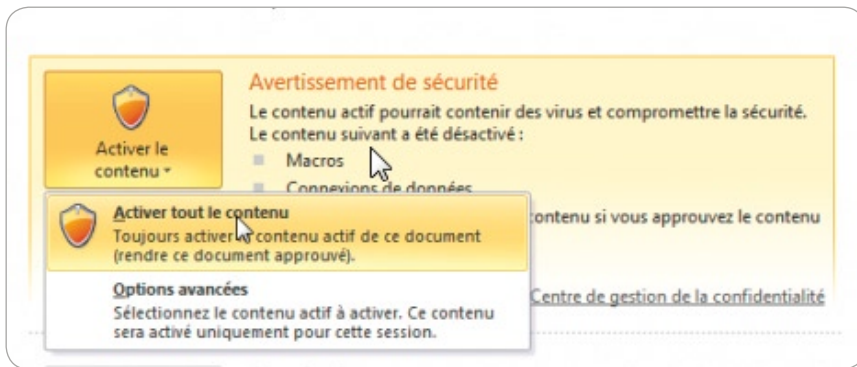 Avertissement de sécurité
Le contenu actif pourrait contenir des virus et compromettre la sécurité.
Le contenu suivant a été désactivé :
Macros
Connexions de données
contenu si vous approuvez le contenu
Centre de gestion de la confidentialité
Activer le
contenu
Activer tout le contenu
Toujours activer contenu actif de ce document
(rendre ce document approuvé).
Options avancées
Sélectionnez le contenu actif à activer. Ce contenu
sera activé uniquement pour cette session.